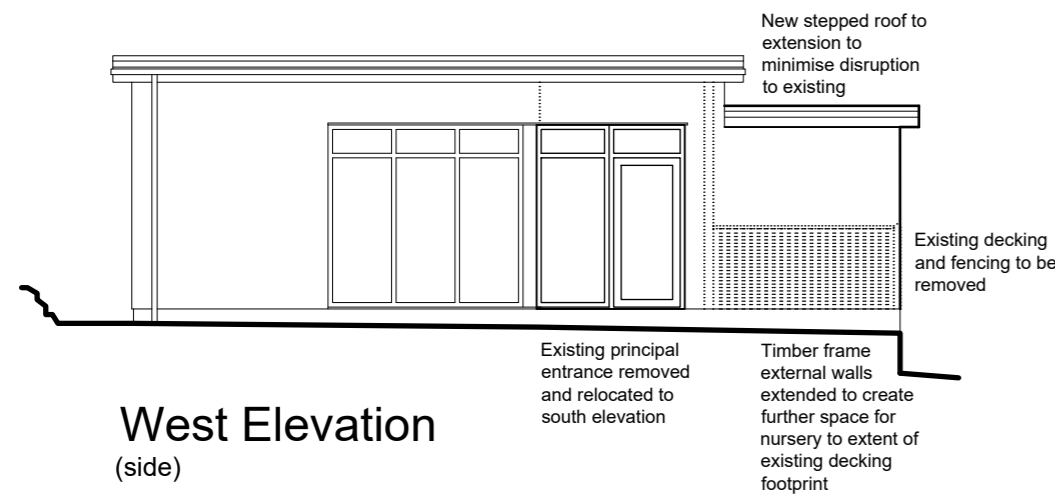 New stepped roof to
extension to
minimise disruption
to existing
Existing decking
and fencing to be
removed
Existing principal
entrance removed
and relocated to
south elevation
Timber frame
external walls
extended to create
further space for
nursery to extent of
existing decking
footprint
West Elevation
(side)